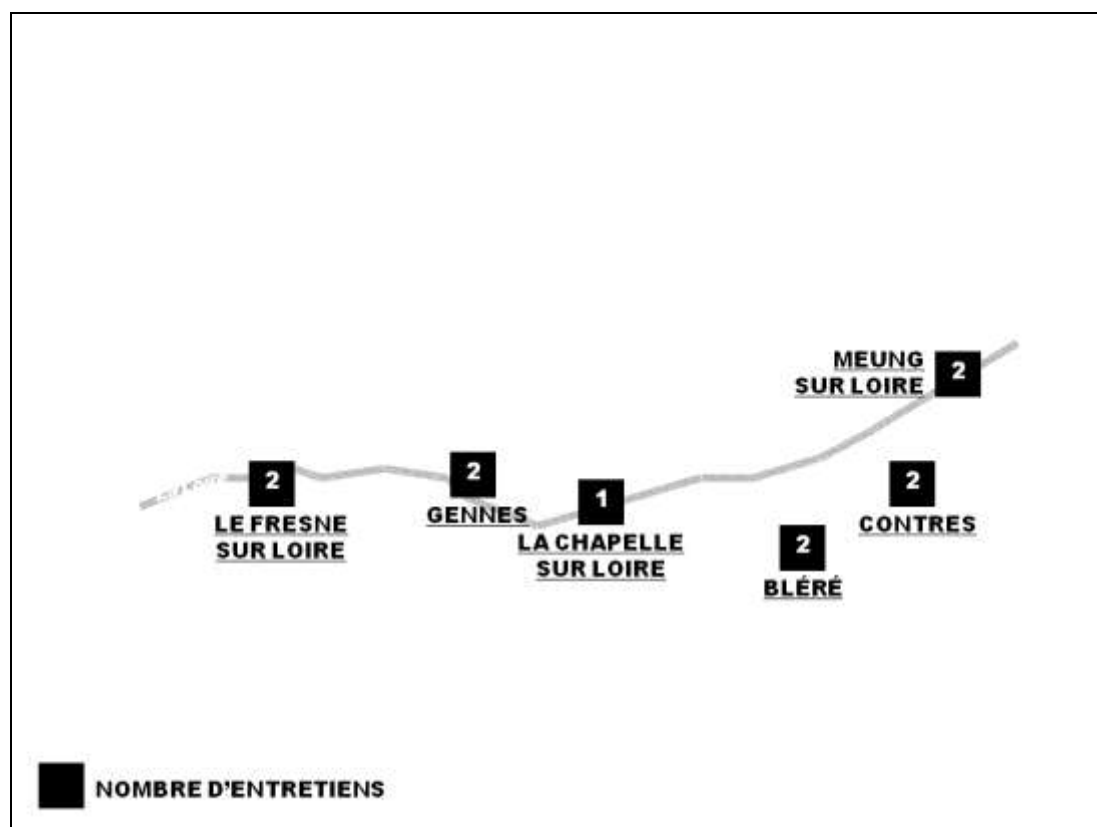 MEUNG
SUR LOIRE
2
2
LE FRESNE
SUR LOIRE
2
GENNES
1
LA CHAPELLE
SUR LOIRE
2
CONTRES
2
BLÉRÉ
NOMBRE D'ENTRETIENS